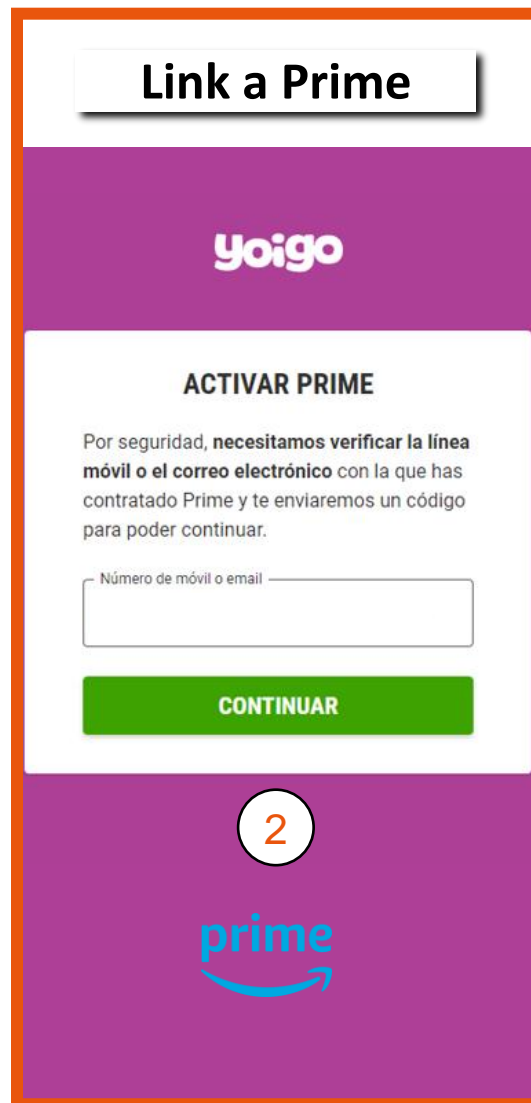 Link a Prime
yoigo
ACTIVAR PRIME
Por seguridad, necesitamos verificar la línea
móvil o el correo electrónico con la que has
contratado Prime y te enviaremos un código
para poder continuar.
Número de móvil o email
CONTINUAR
2
prime